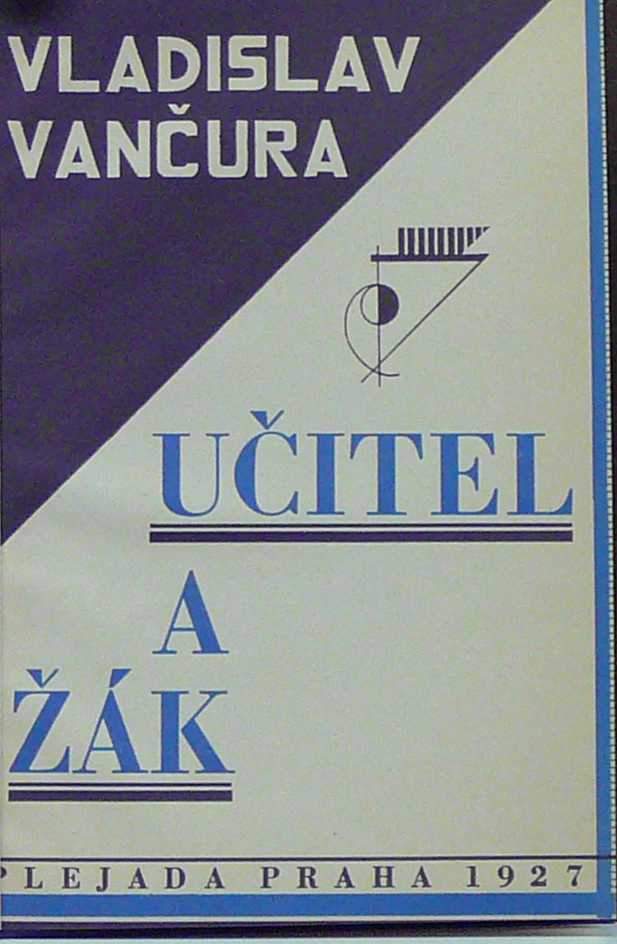 VLADISLAV
VANČURA
UČITEL
A
ŽÁK
PLEJADA PRAHA 1927